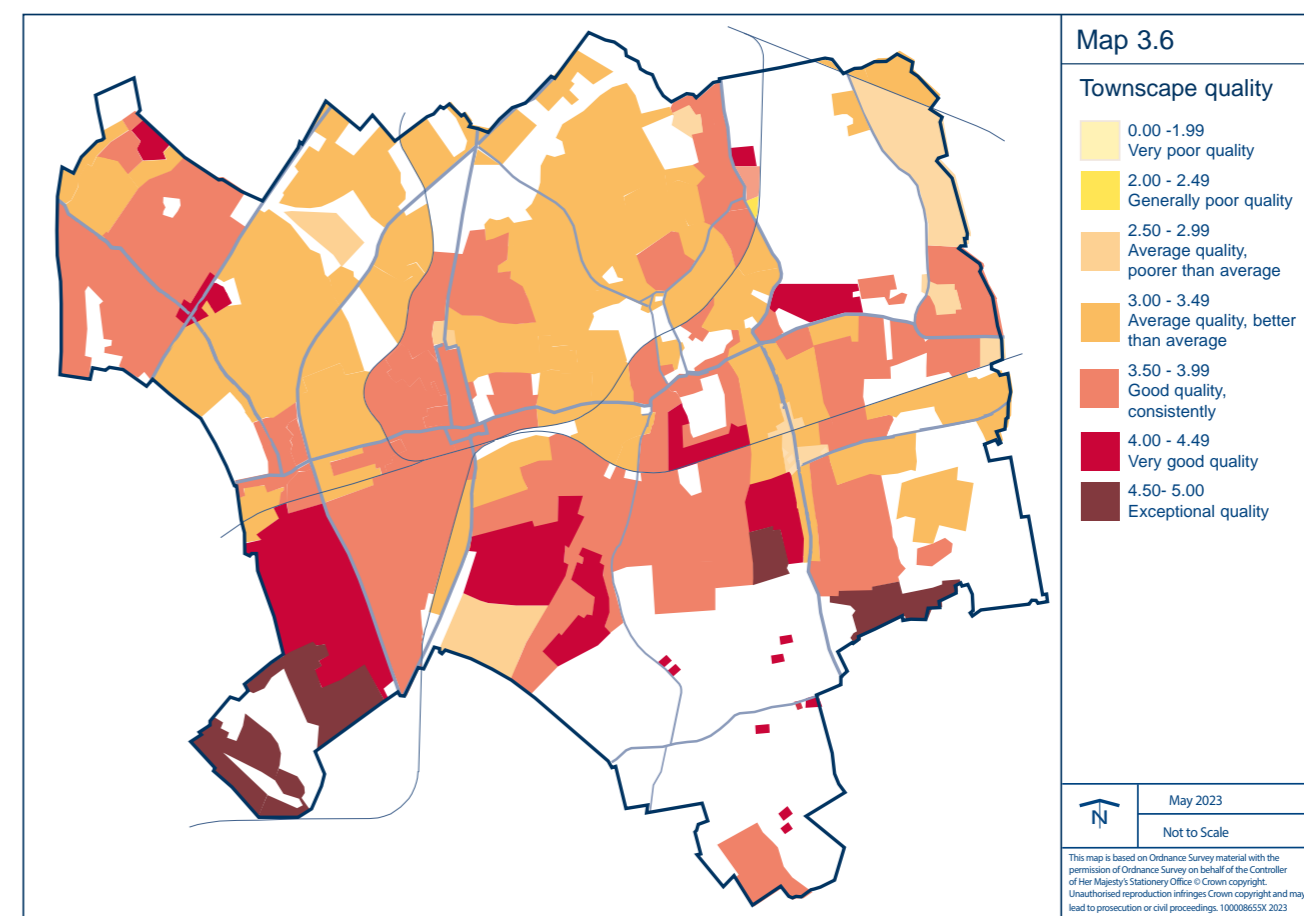 Map 3.6
Townscape quality
0.00 -1.99
Very poor quality
2.00 - 2.49
Generally poor quality
2.50 - 2.99
Average quality,
poorer than average
3.00 - 3.49
Average quality, better
than average
3.50 - 3.99
Good quality,
consistently
4.00 - 4.49
Very good quality
4.50- 5.00
Exceptional quality
N
May 2023
Not to Scale
This map is based on Ordnance Survey material with the
permission of Ordnance Survey on behalf of the Controller
of Her Majesty's Stationery Office © Crown copyright.
Unauthorised reproduction infringes Crown copyright and may
lead to prosecution or civil proceedings. 100008655X 2023